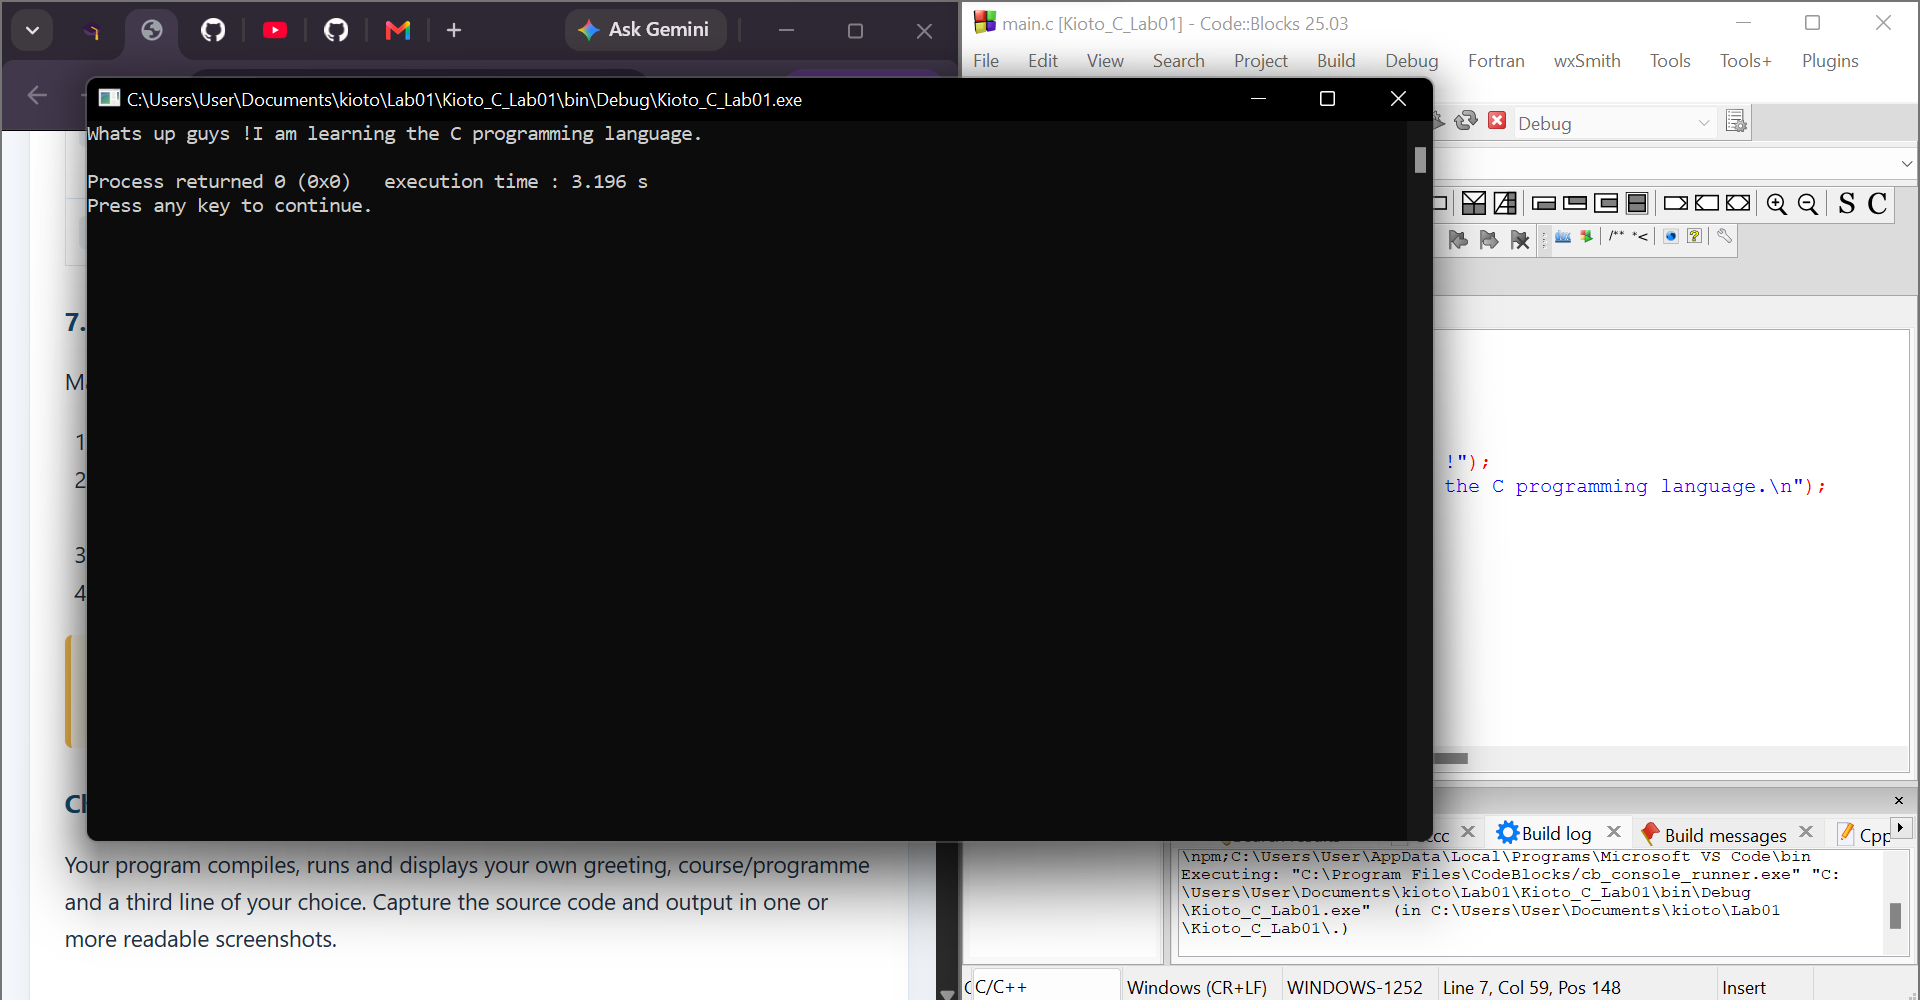 Ask Gemini
main.c [Kioto_C_Lab01] - Code::Blocks 25.03
File Edit View Search Project Build Debug Fortran wxSmith Tools Tools+ Plugins
C:\Users\User\Documents\kioto\Lab01\Kioto_C_Lab01\bin\Debug\Kioto_C_Lab01.exe
Whats up guys !I am learning the C programming language.
Process returned 0 (0x0)   execution time : 3.196 s
Press any key to continue.
Debug
S C
/** *<
7.
1
2
3
4
!");
the C programming language.\n");
Your program compiles, runs and displays your own greeting, course/programme
and a third line of your choice. Capture the source code and output in one or
more readable screenshots.
Build log
Build messages
\npm;C:\Users\User\AppData\Local\Programs\Microsoft VS Code\bin
Executing: "C:\Program Files\CodeBlocks/cb_console_runner.exe" "C:
\Users\User\Documents\kioto\Lab01\Kioto_C_Lab01\bin\Debug
\Kioto_C_Lab01.exe"  (in C:\Users\User\Documents\kioto\Lab01
\Kioto_C_Lab01\.)
C/C++
Windows (CR+LF)
WINDOWS-1252
Line 7, Col 59, Pos 148
Insert